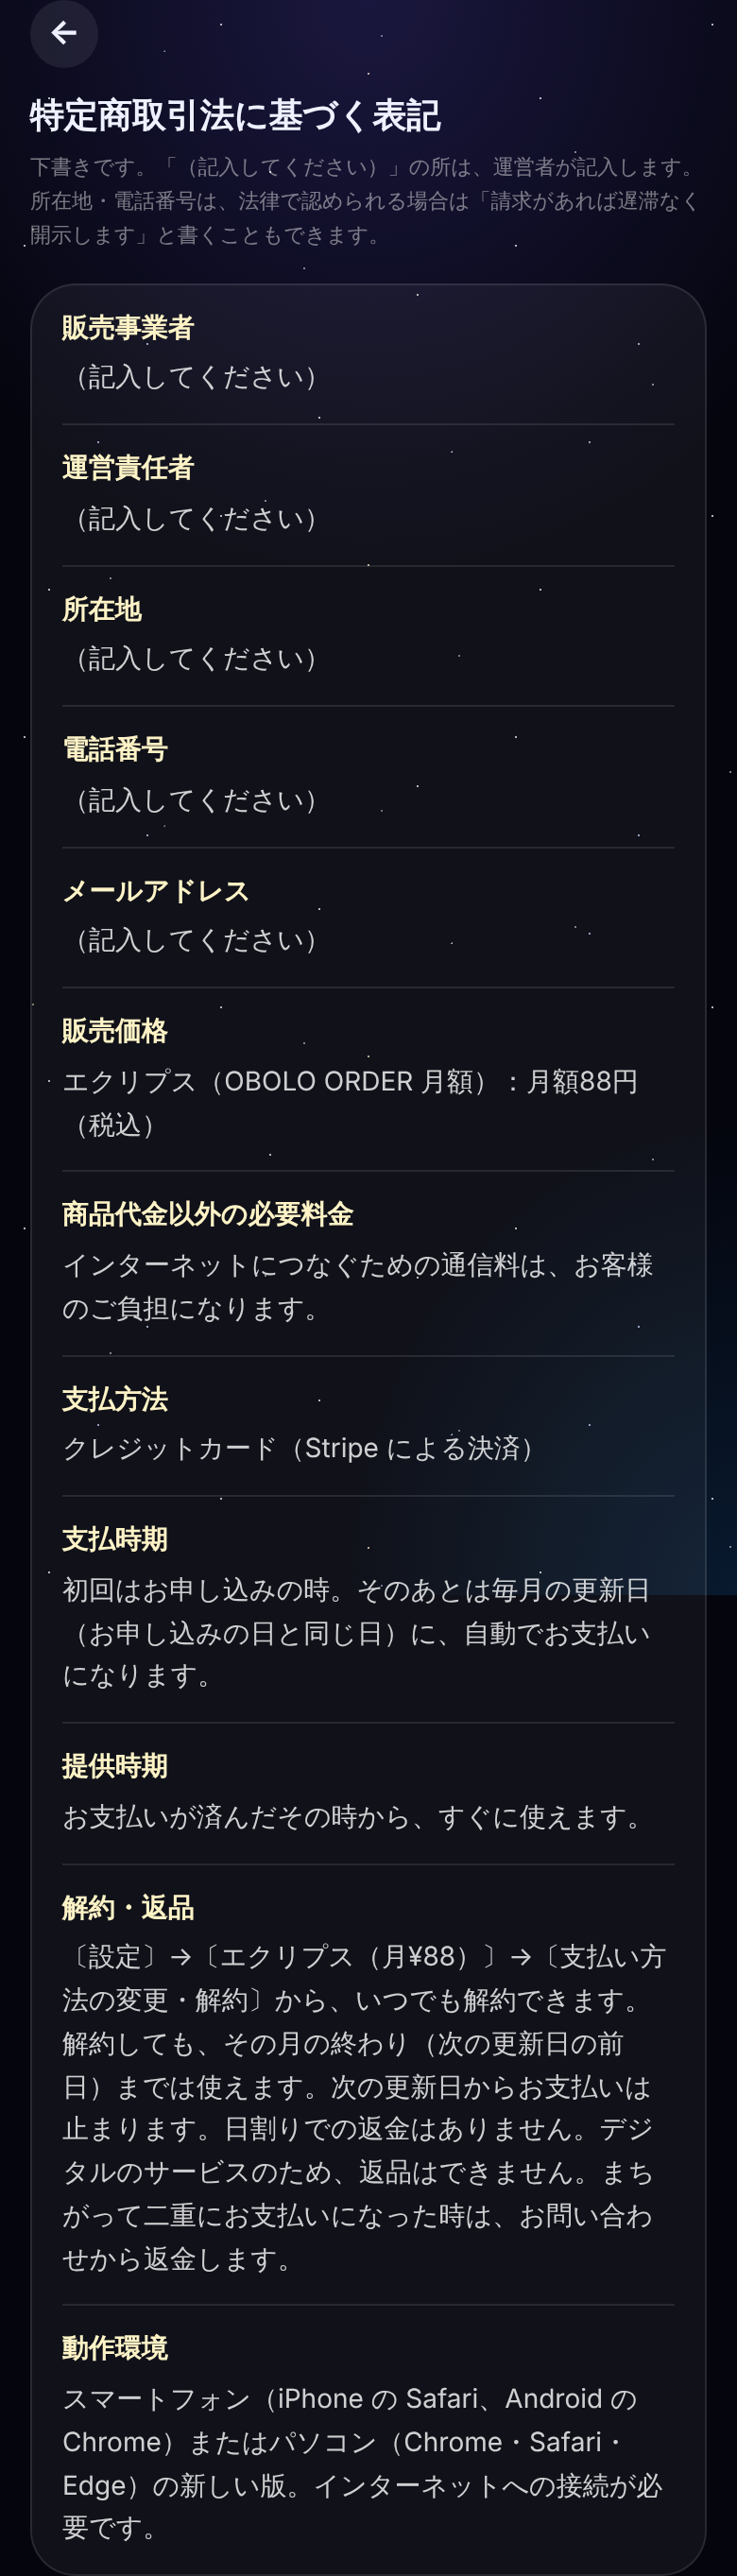 特定商取引法に基づく表記
下書きです。「（記入してください）」の所は、運営者が記入します。
所在地・電話番号は、法律で認められる場合は「請求があれば遅滞なく
開示します」と書くこともできます。
販売事業者
（記入してください）
運営責任者
（記入してください）
所在地
（記入してください）
電話番号
（記入してください）
メールアドレス
（記入してください）
販売価格
エクリプス（OBOLO ORDER 月額）：月額88円
（税込）
商品代金以外の必要料金
インターネットにつなぐための通信料は、お客様
のご負担になります。
支払方法
クレジットカード（Stripe による決済）
支払時期
初回はお申し込みの時。そのあとは毎月の更新日
（お申し込みの日と同じ日）に、自動でお支払い
になります。
提供時期
お支払いが済んだその時から、すぐに使えます。
解約・返品
〔設定〕→〔エクリプス（月¥88）〕→〔支払い方
法の変更・解約〕から、いつでも解約できます。
解約しても、その月の終わり（次の更新日の前
日）までは使えます。次の更新日からお支払いは
止まります。日割りでの返金はありません。デジ
タルのサービスのため、返品はできません。まち
がって二重にお支払いになった時は、お問い合わ
せから返金します。
動作環境
スマートフォン（iPhone の Safari、Android の
Chrome）またはパソコン（Chrome・Safari・
Edge）の新しい版。インターネットへの接続が必
要です。